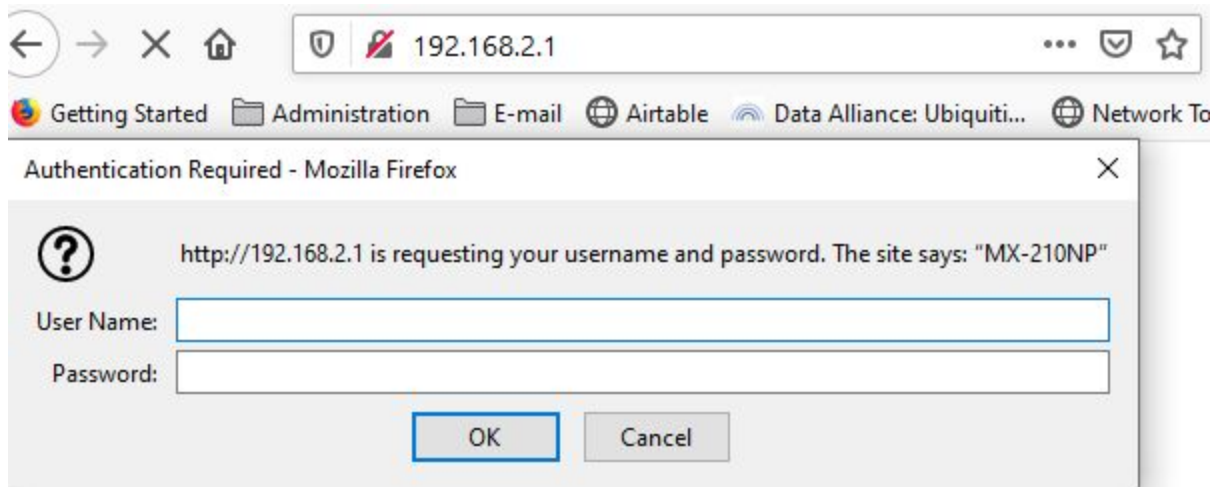 192.168.2.1
Getting Started Administration E-mail Airtable Data Alliance: Ubiquiti... Network To
Authentication Required - Mozilla Firefox
http://192.168.2.1 is requesting your username and password. The site says: “MX-210NP”
User Name:
Password:
OK Cancel